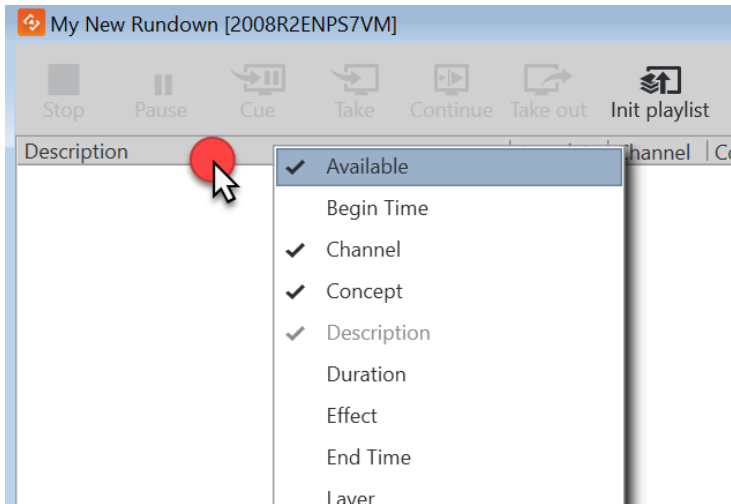 My New Rundown [2008R2ENPS7VM]
Stop Pause Cue Take Continue Take out Init playlist
Description Channel
Available
Begin Time
Channel
Concept
Description
Duration
Effect
End Time
Layer